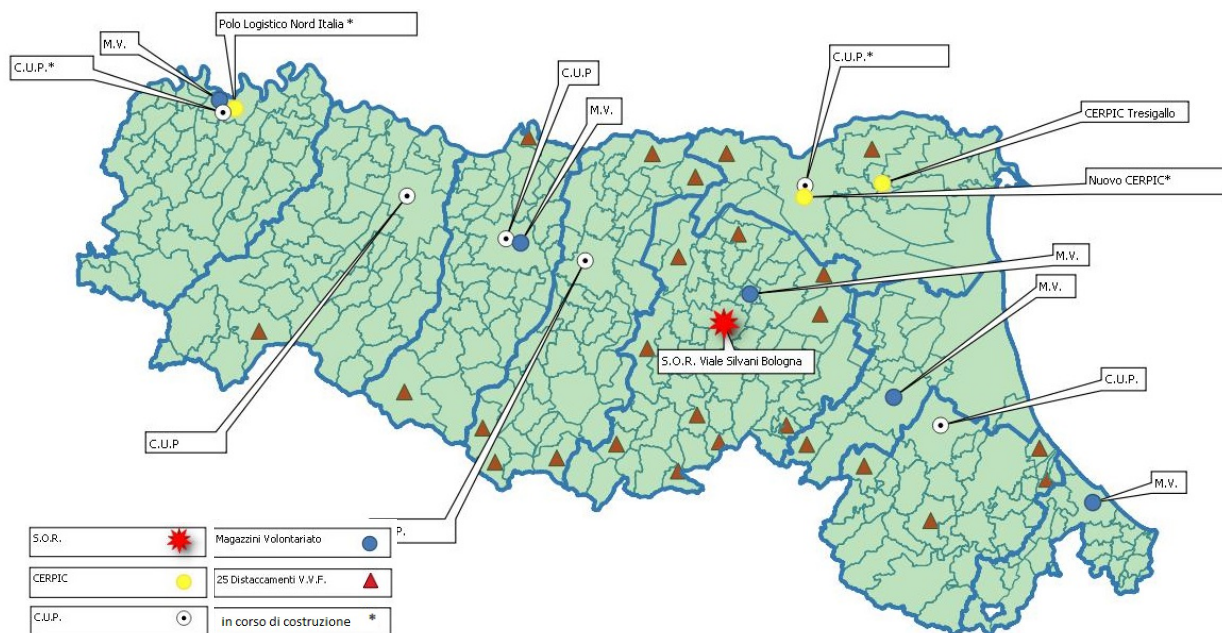 Polo Logistico Nord Italia *
M.V.
C.U.P.*
C.U.P
M.V.
C.U.P.*
CERPIC Tresigallo
Nuovo CERPIC*
M.V.
M.V.
S.O.R. Viale Silvani Bologna
C.U.P.
C.U.P
M.V.
P.
S.O.R.
Magazzini Volontariato
CERPIC
25 Distaccamenti V.V.F.
C.U.P.
in corso di costruzione *